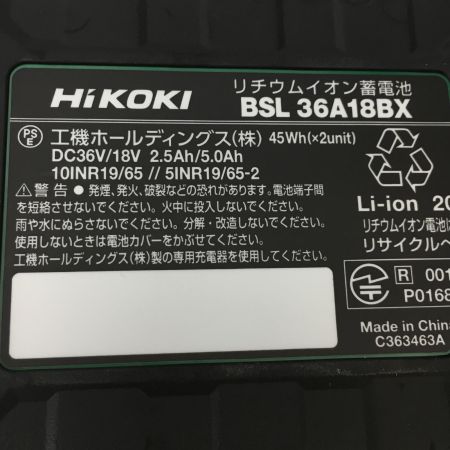 HiKOKI
リチウムイオン蓄電池
BSL 36A18BX
PS
E
工機ホールディングス(株) 45Wh(×2unit)
DC36V/18V 2.5Ah/5.0Ah
10INR19/65 // 5INR19/65-2
⚠警告 ● 発煙、発火、破裂などの恐れがあります。電池端子間
を短絡させないでください。火中に投入しないでください。
雨や水にぬらさないでください。分解・改造しないでください。
使用しないときは電池カバーをかぶせてください。
工機ホールディングス(株)製の専用充電器を使用してください。
Li-ion 20
リチウムイオン電池は
リサイクルへ
R 001
P0168
Made in China
C363463A